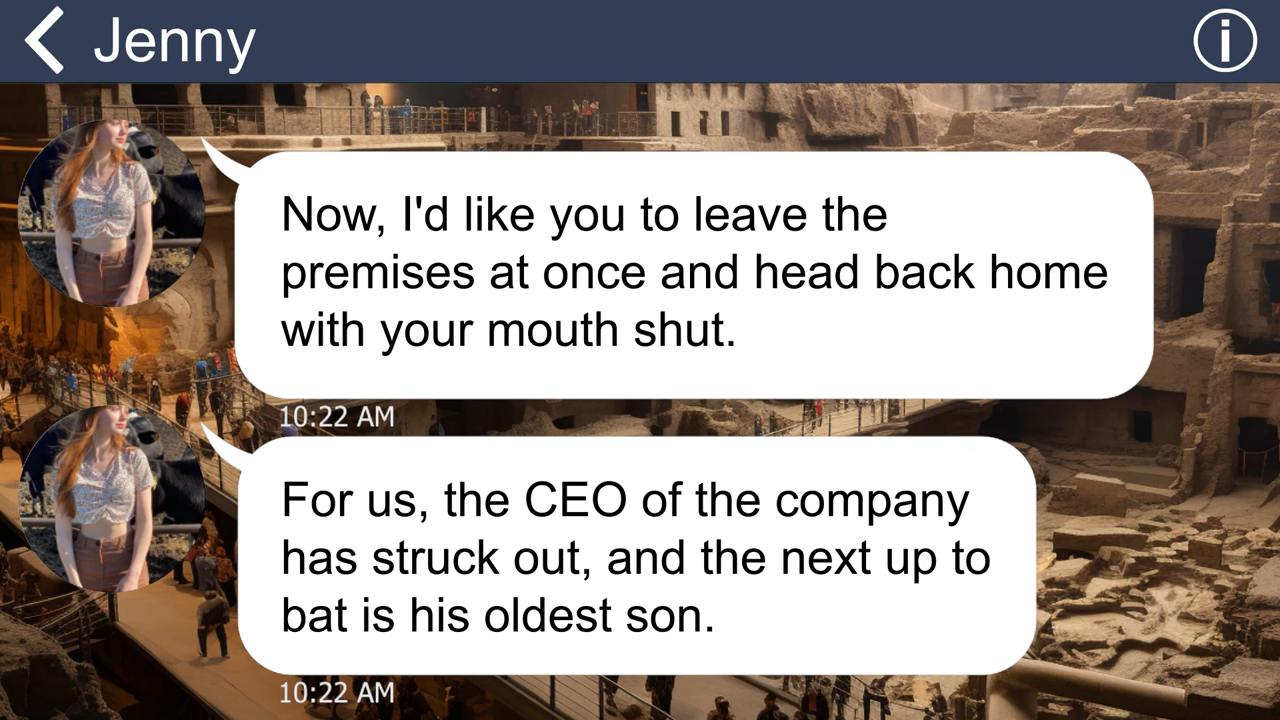 Jenny
Now, I'd like you to leave the
premises at once and head back home
with your mouth shut.
10:22 AM
For us, the CEO of the company
has struck out, and the next up to
bat is his oldest son.
10:22 AM